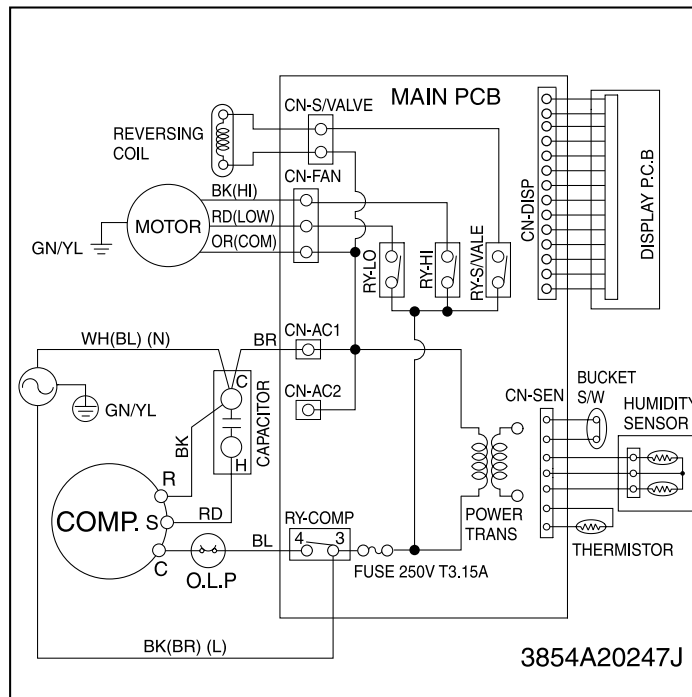 CN-S/VALVE
MAIN PCB
REVERSING
COIL
CN-FAN
BK(HI)
RD(LOW)
OR(COM)
MOTOR
GN/YL
RY-LO
RY-HI
RY-S/VALE
CN-DISP
DISPLAY P.C.B
WH(BL) (N)
BR
CN-AC1
CN-AC2
GN/YL
C
H
CAPACITOR
BK
R
COMP.
S
RD
C
O.L.P
BL
RY-COMP
4 3
FUSE 250V T3.15A
POWER
TRANS
CN-SEN
BUCKET
S/W
HUMIDITY
SENSOR
THERMISTOR
BK(BR) (L)
3854A20247J